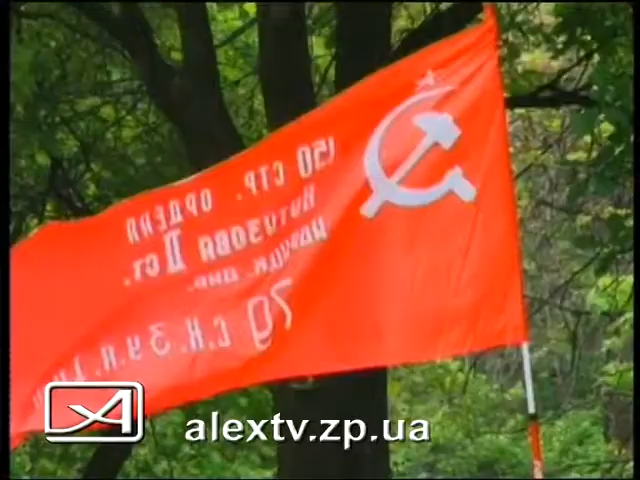 150 СТР. ОРДЕНА
КУТУЗОВА II СТ.
ИДРИЦК. ДИВ.
79 С.К. 3 У.А.
alextv.zp.ua